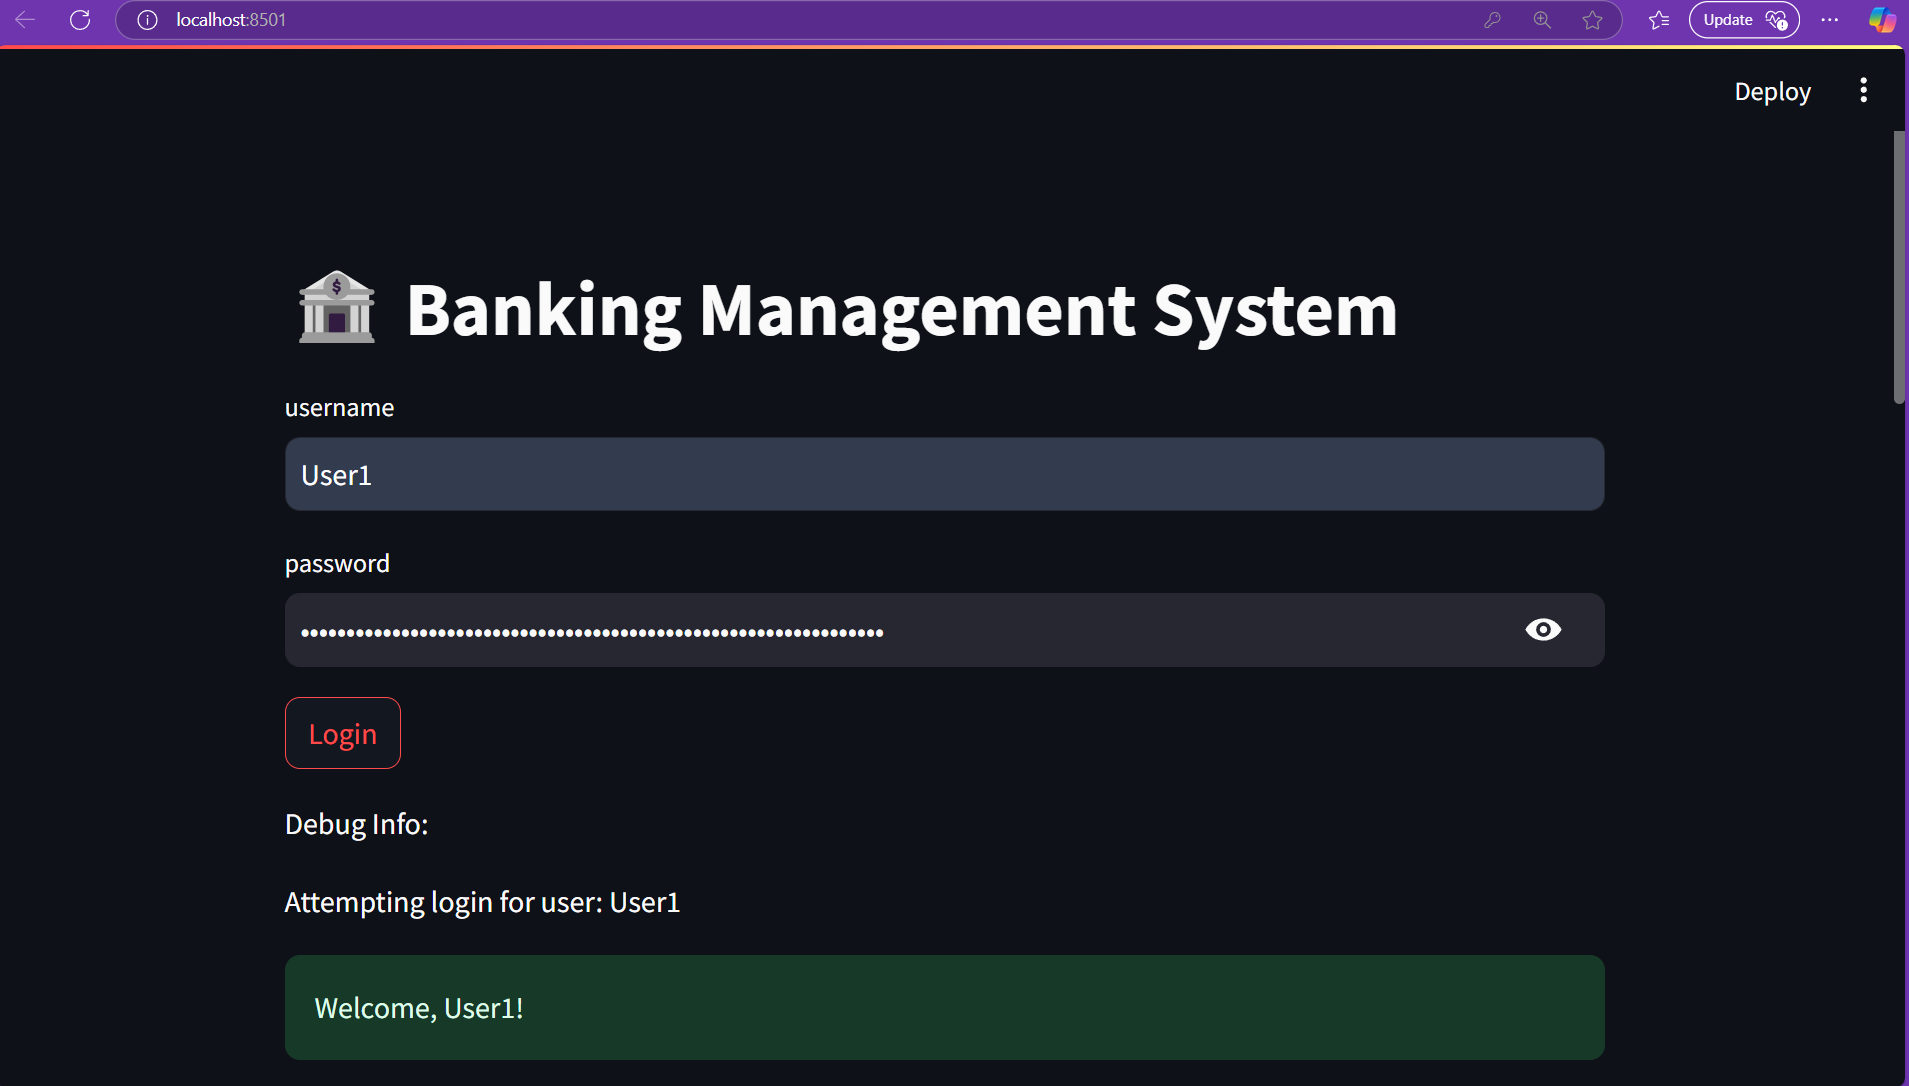 localhost:8501
Update
Deploy
$
Banking Management System
username
User1
password
••••••••••••••••••••••••••••••••••••••••••••••••••••••••••••••••
Login
Debug Info:
Attempting login for user: User1
Welcome, User1!